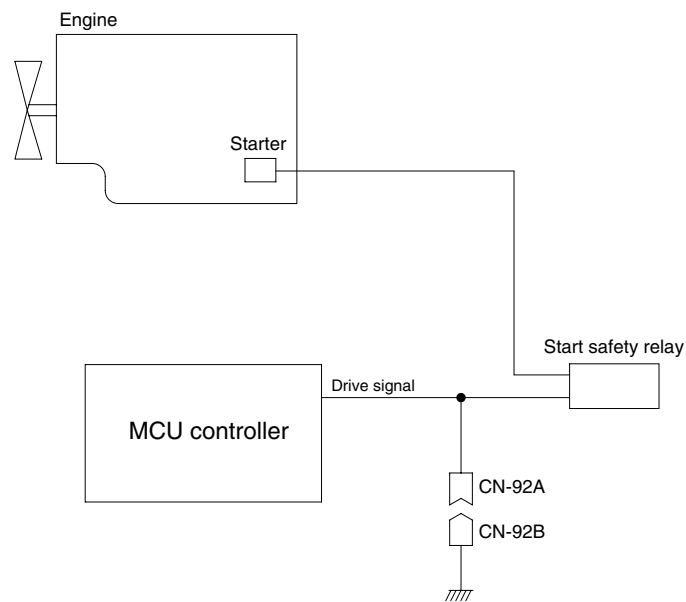 Engine
Starter
Start safety relay
Drive signal
MCU controller
CN-92A
CN-92B